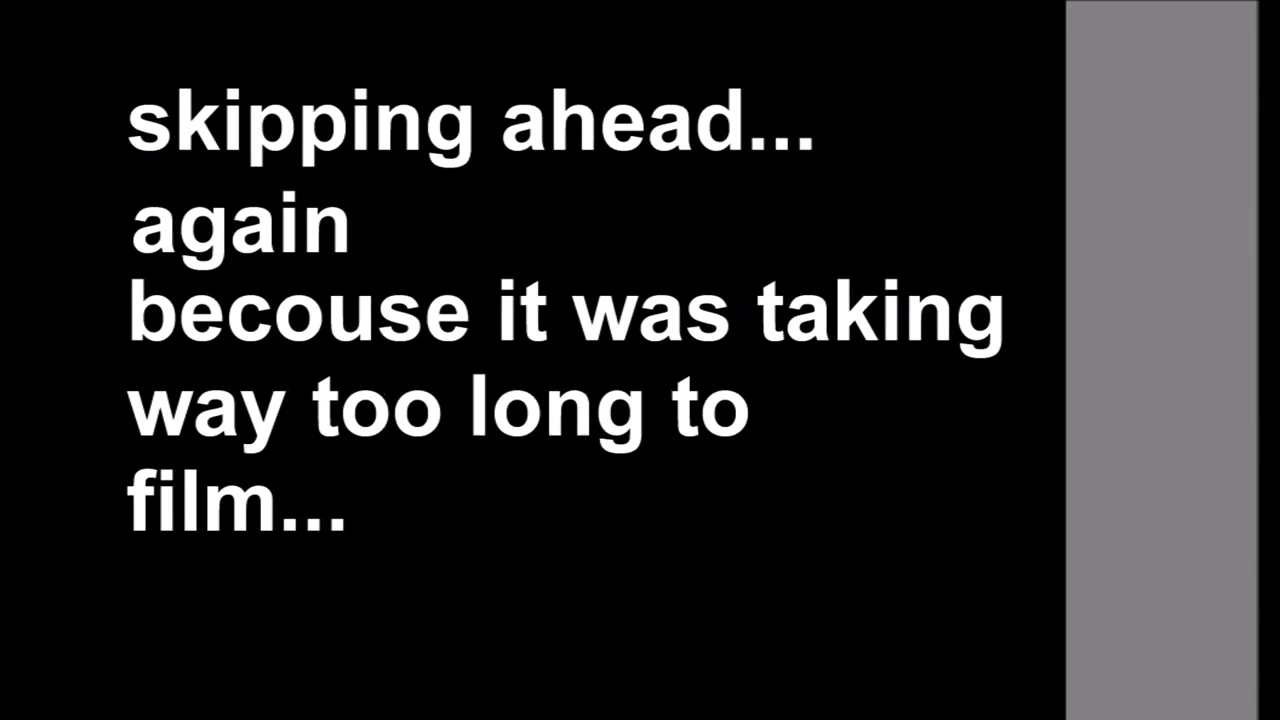 skipping ahead...
again
becouse it was taking
way too long to
film...